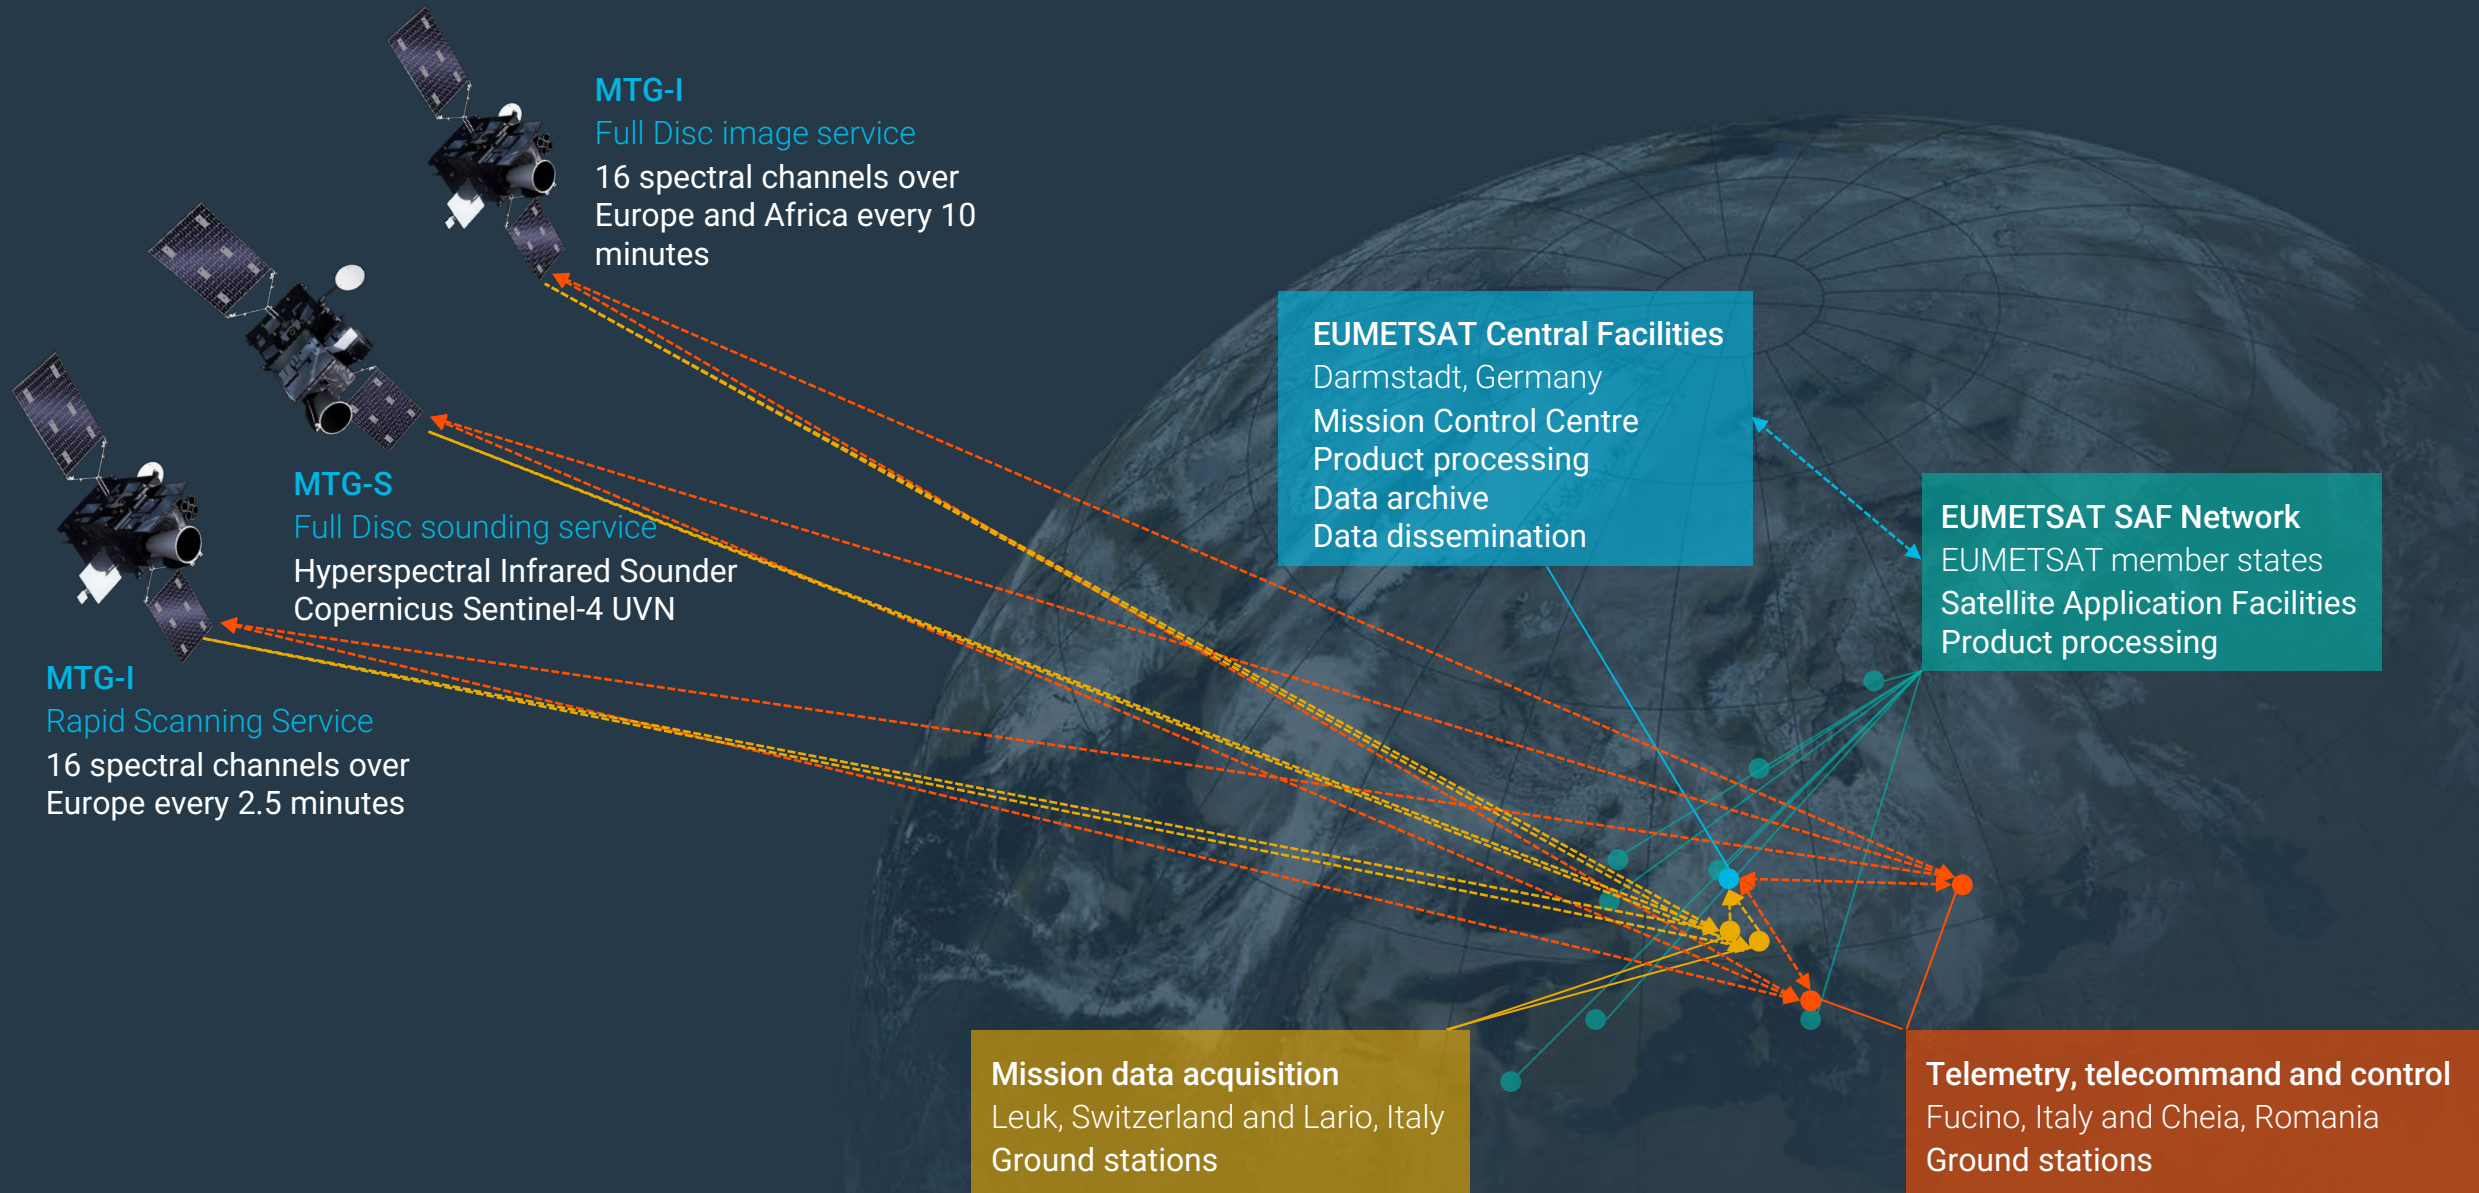 MTG-I
Full Disc image service
16 spectral channels over
Europe and Africa every 10
minutes
MTG-S
Full Disc sounding service
Hyperspectral Infrared Sounder
Copernicus Sentinel-4 UVN
MTG-I
Rapid Scanning Service
16 spectral channels over
Europe every 2.5 minutes
EUMETSAT Central Facilities
Darmstadt, Germany
Mission Control Centre
Product processing
Data archive
Data dissemination
EUMETSAT SAF Network
EUMETSAT member states
Satellite Application Facilities
Product processing
Mission data acquisition
Leuk, Switzerland and Lario, Italy
Ground stations
Telemetry, telecommand and control
Fucino, Italy and Cheia, Romania
Ground stations